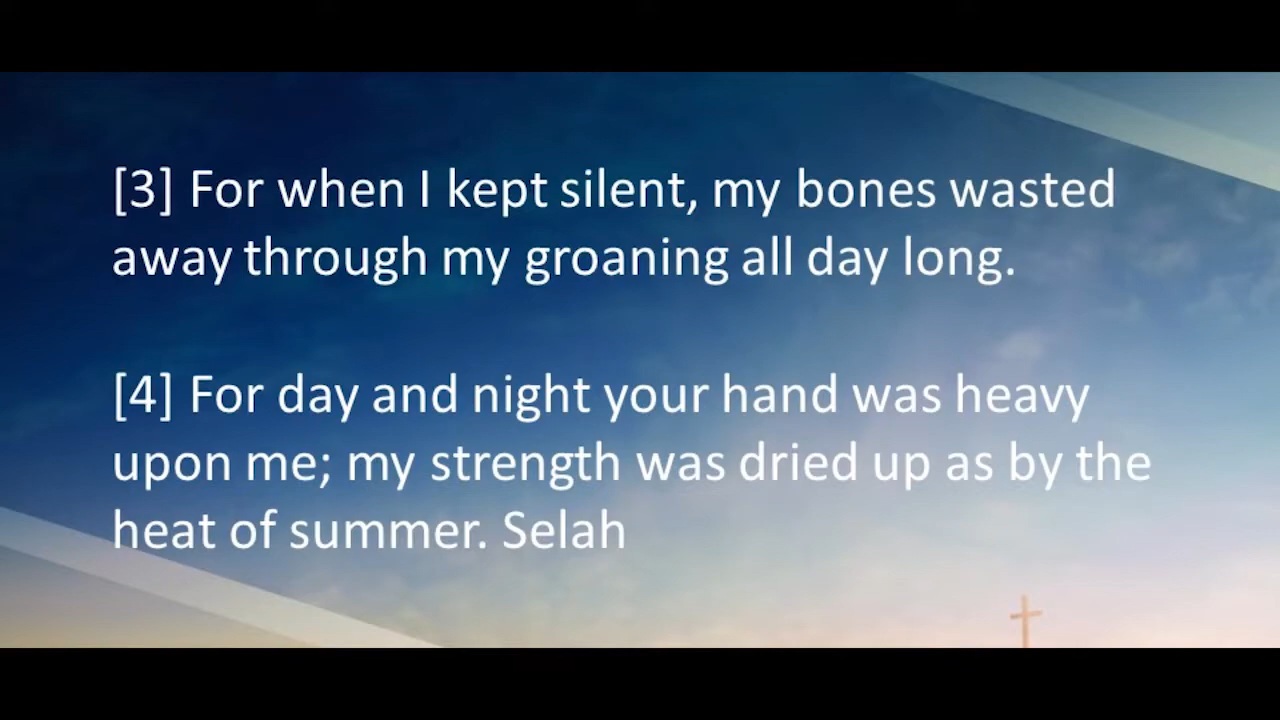 [3] For when I kept silent, my bones wasted
away through my groaning all day long.
[4] For day and night your hand was heavy
upon me; my strength was dried up as by the
heat of summer. Selah